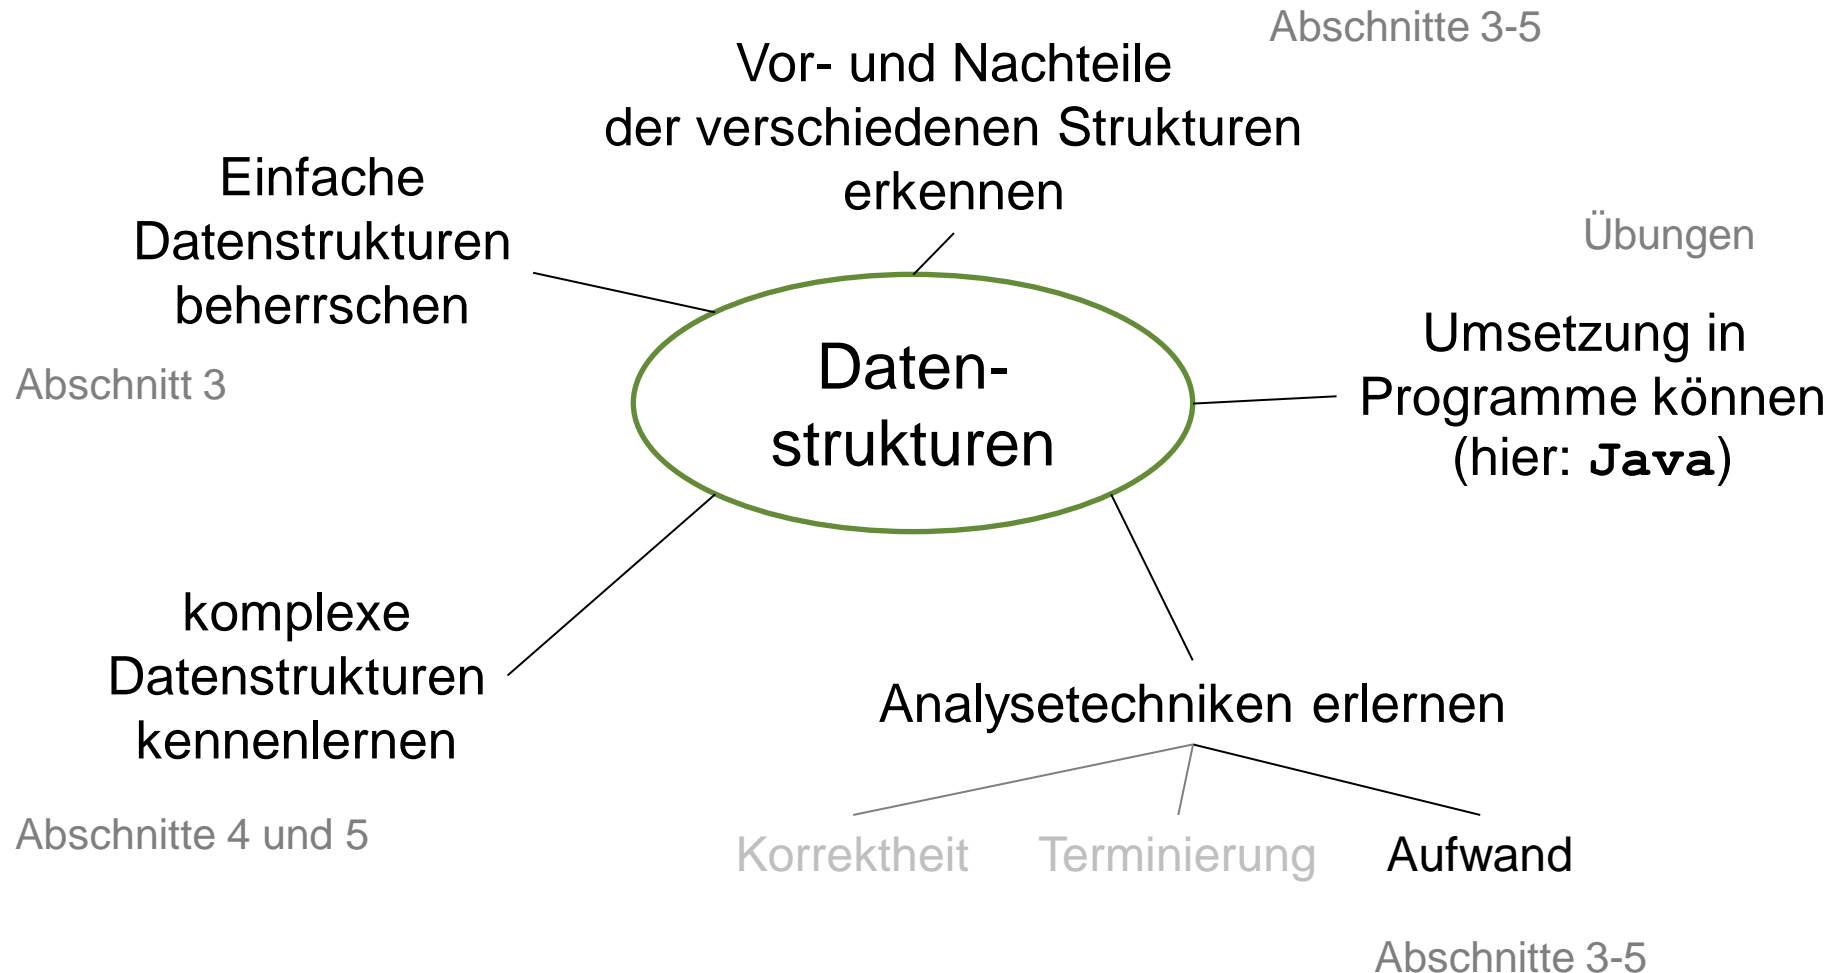 Abschnitte 3-5
Vor- und Nachteile
der verschiedenen Strukturen
erkennen
Einfache
Datenstrukturen
beherrschen
Abschnitt 3
Übungen
Umsetzung in
Programme können
(hier: Java)
Daten-
strukturen
komplexe
Datenstrukturen
kennenlernen
Abschnitte 4 und 5
Analysetechniken erlernen
Korrektheit
Terminierung
Aufwand
Abschnitte 3-5